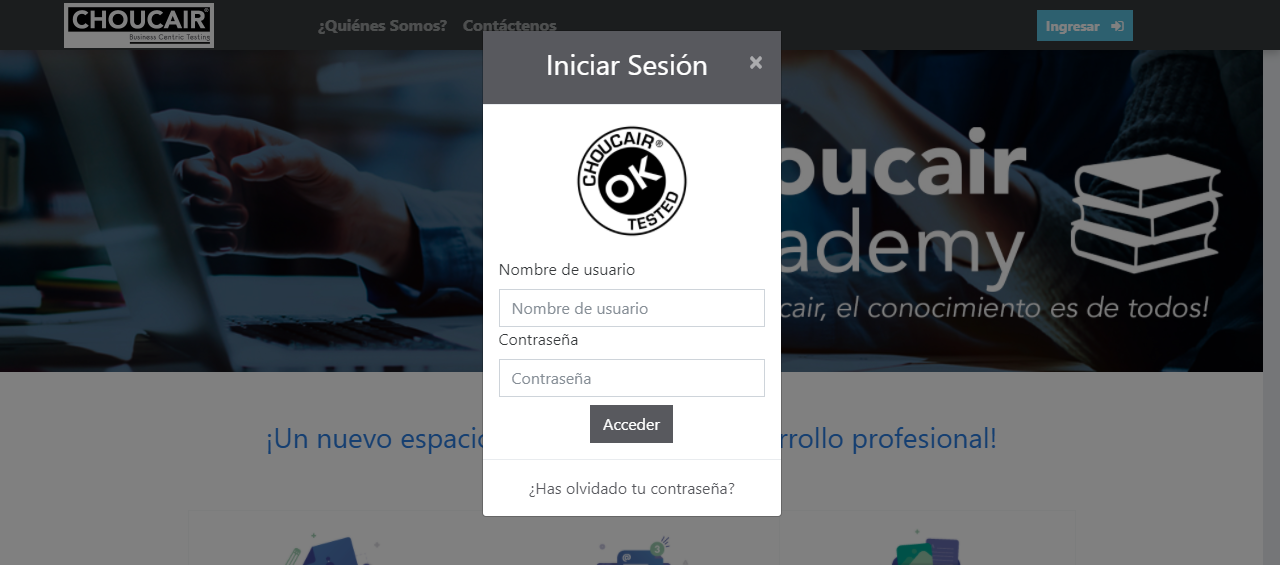 CHOUCAIR®
Business Centric Testing
¿Quiénes Somos?
Contáctenos
Ingresar
Iniciar Sesión
×
CHOUCAIR®
OK
TESTED
oucair
ademy
cair, el conocimiento es de todos!
Nombre de usuario
Nombre de usuario
Contraseña
Contraseña
Acceder
¡Un nuevo espacio
rrollo profesional!
¿Has olvidado tu contraseña?
@
3